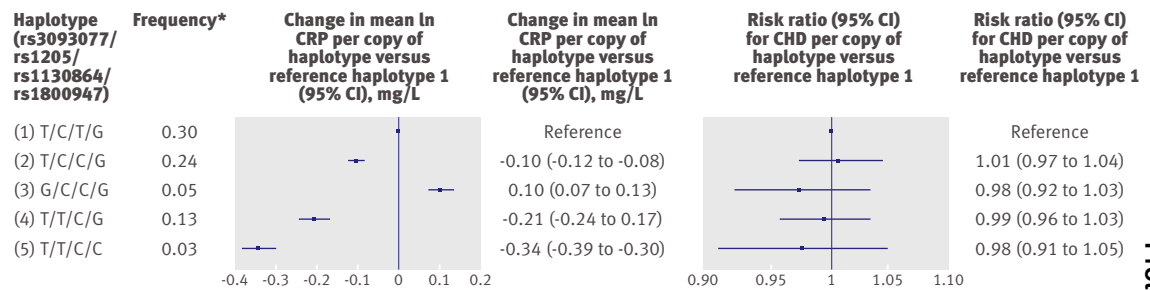 Haplotype
(rs3093077/
rs1205/
rs1130864/
rs1800947)
Frequency*
Change in mean ln
CRP per copy of
haplotype versus
reference haplotype 1
(95% CI), mg/L
Change in mean ln
CRP per copy of
haplotype versus
reference haplotype 1
(95% CI), mg/L
Risk ratio (95% CI)
for CHD per copy of
haplotype versus
reference haplotype 1
Risk ratio (95% CI)
for CHD per copy of
haplotype versus
reference haplotype 1
(1) T/C/T/G 0.30 Reference Reference
(2) T/C/C/G 0.24 -0.10 (-0.12 to -0.08) 1.01 (0.97 to 1.04)
(3) G/C/C/G 0.05 0.10 (0.07 to 0.13) 0.98 (0.92 to 1.03)
(4) T/T/C/G 0.13 -0.21 (-0.24 to 0.17) 0.99 (0.96 to 1.03)
(5) T/T/C/C 0.03 -0.34 (-0.39 to -0.30) 0.98 (0.91 to 1.05)
-0.4 -0.3 -0.2 -0.1 0 0.1 0.2 0.90 0.95 1 1.05 1.10